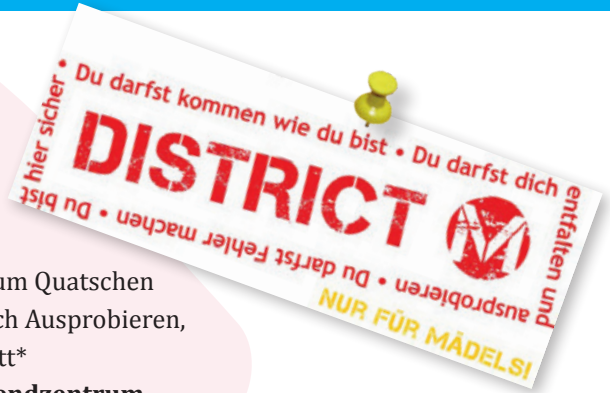 Du darfst kommen wie du bist • Du darfst dich
entfalten und
ausprobieren • Du darfst Fehler machen • Du bist
hier sicher •
DISTRICT M
NUR FÜR MÄDELS!
um Quatschen
ch Ausprobieren,
tt*
endzentrum